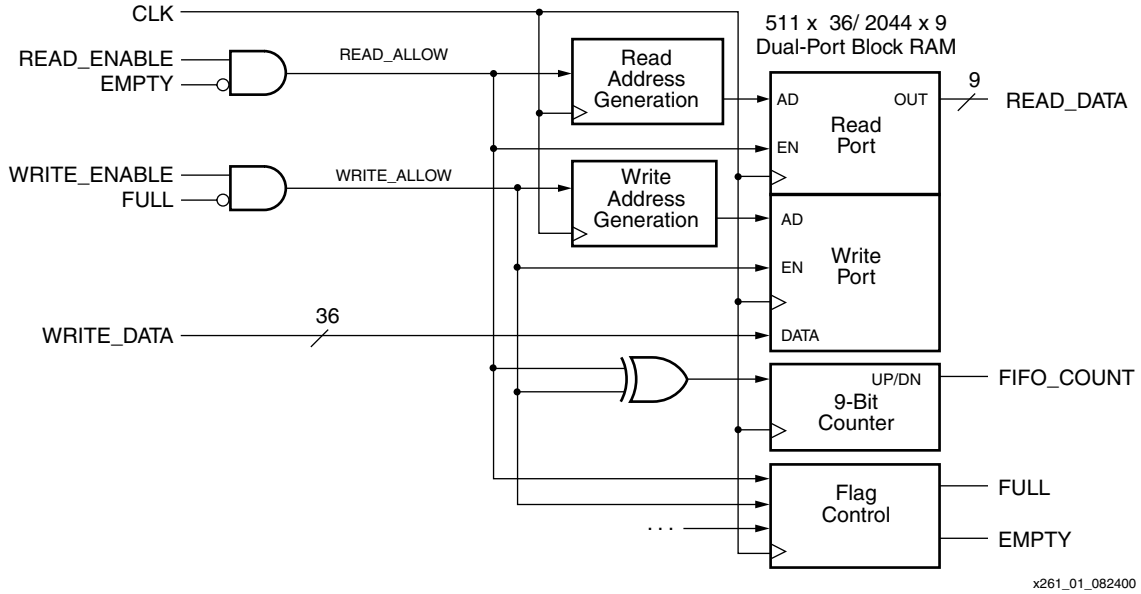 CLK
511 x 36/ 2044 x 9
Dual-Port Block RAM
READ_ENABLE
EMPTY
READ_ALLOW
Read
Address
Generation
AD
OUT
9
READ_DATA
Read
Port
EN
WRITE_ENABLE
FULL
WRITE_ALLOW
Write
Address
Generation
AD
Write
Port
EN
WRITE_DATA
36
DATA
UP/DN
FIFO_COUNT
9-Bit
Counter
Flag
Control
FULL
. . .
EMPTY
x261_01_082400